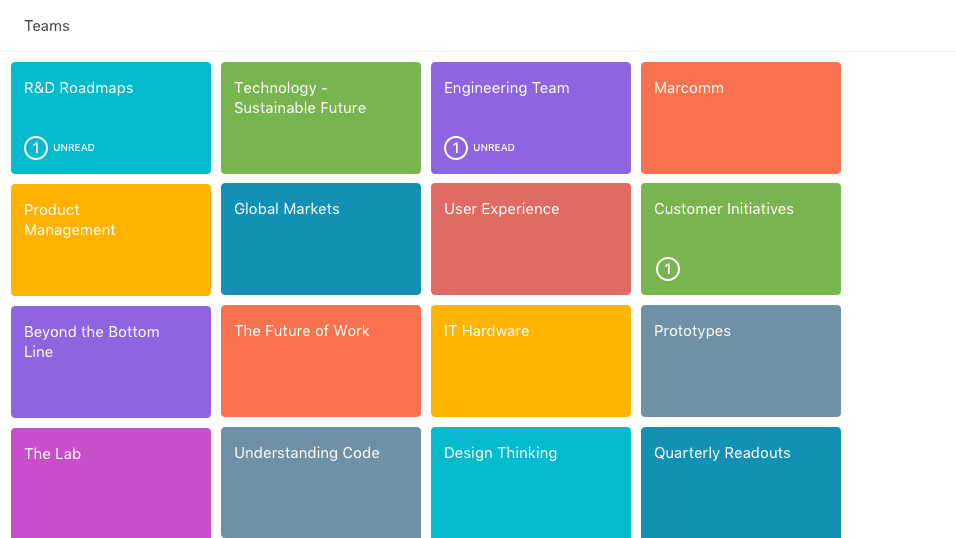 Teams
R&D Roadmaps
1 UNREAD
Technology -
Sustainable Future
Engineering Team
1 UNREAD
Marcomm
Product
Management
Global Markets
User Experience
Customer Initiatives
1
Beyond the Bottom
Line
The Future of Work
IT Hardware
Prototypes
The Lab
Understanding Code
Design Thinking
Quarterly Readouts